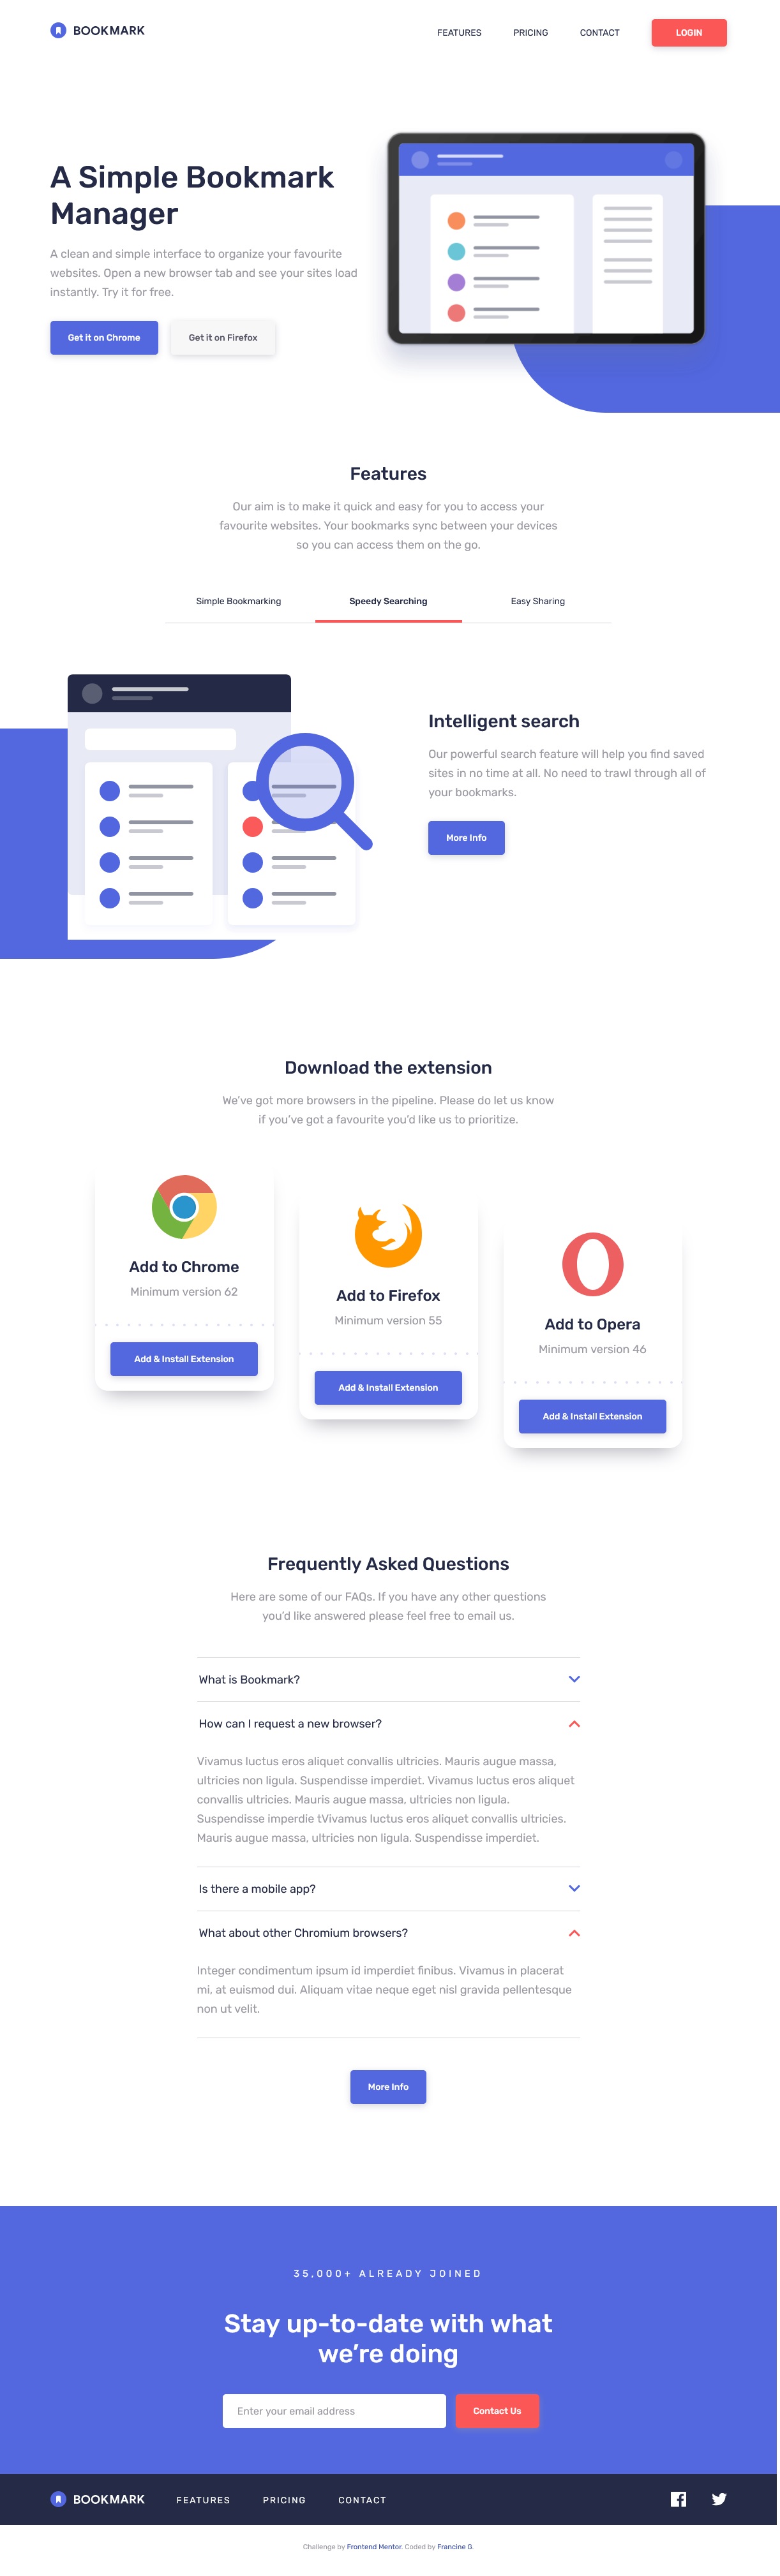 BOOKMARK
FEATURES
PRICING
CONTACT
LOGIN
A Simple Bookmark
Manager
A clean and simple interface to organize your favourite
websites. Open a new browser tab and see your sites load
instantly. Try it for free.
Get it on Chrome
Get it on Firefox
Features
Our aim is to make it quick and easy for you to access your
favourite websites. Your bookmarks sync between your devices
so you can access them on the go.
Simple Bookmarking
Speedy Searching
Easy Sharing
Intelligent search
Our powerful search feature will help you find saved
sites in no time at all. No need to trawl through all of
your bookmarks.
More Info
Download the extension
We’ve got more browsers in the pipeline. Please do let us know
if you’ve got a favourite you’d like us to prioritize.
Add to Chrome
Minimum version 62
Add & Install Extension
Add to Firefox
Minimum version 55
Add & Install Extension
Add to Opera
Minimum version 46
Add & Install Extension
Frequently Asked Questions
Here are some of our FAQs. If you have any other questions
you’d like answered please feel free to email us.
What is Bookmark?
How can I request a new browser?
Vivamus luctus eros aliquet convallis ultricies. Mauris augue massa,
ultricies non ligula. Suspendisse imperdiet. Vivamus luctus eros aliquet
convallis ultricies. Mauris augue massa, ultricies non ligula.
Suspendisse imperdie tVivamus luctus eros aliquet convallis ultricies.
Mauris augue massa, ultricies non ligula. Suspendisse imperdiet.
Is there a mobile app?
What about other Chromium browsers?
Integer condimentum ipsum id imperdiet finibus. Vivamus in placerat
mi, at euismod dui. Aliquam vitae neque eget nisl gravida pellentesque
non ut velit.
More Info
35,000+ ALREADY JOINED
Stay up-to-date with what
we’re doing
Enter your email address
Contact Us
BOOKMARK
FEATURES
PRICING
CONTACT
Challenge by Frontend Mentor. Coded by Francine G.